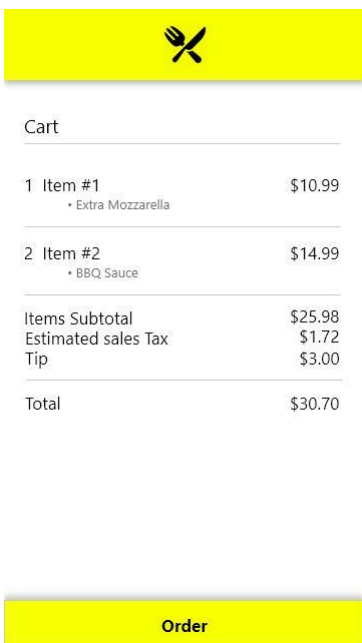 Cart
1 Item #1 $10.99
• Extra Mozzarella
2 Item #2 $14.99
• BBQ Sauce
Items Subtotal $25.98
Estimated sales Tax $1.72
Tip $3.00
Total $30.70
Order